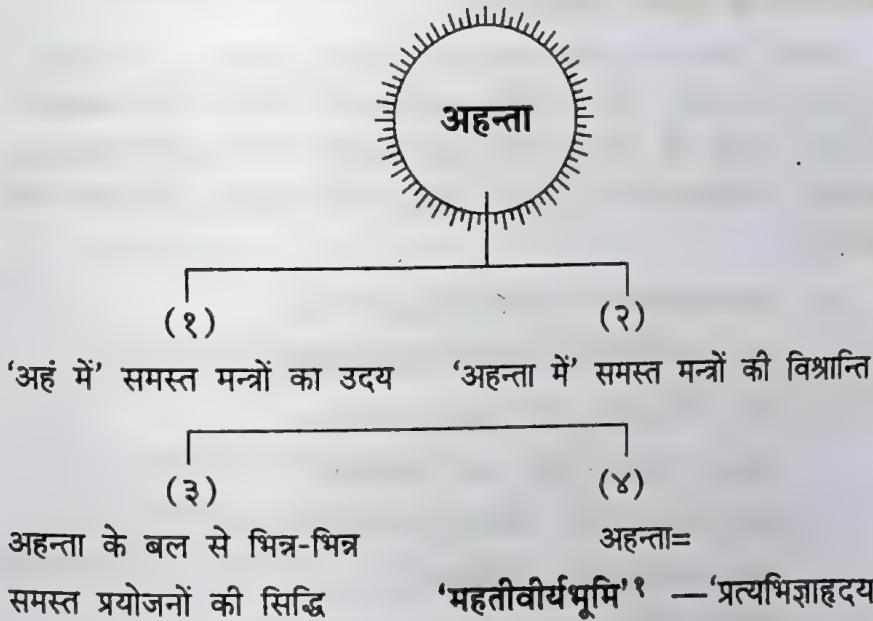 अहन्ता
(१) (२)
‘अहं में’ समस्त मन्त्रों का उदय ‘अहन्ता में’ समस्त मन्त्रों की विश्रान्ति
(३) (४)
अहन्ता के बल से भिन्न-भिन्न अहन्ता=
समस्त प्रयोजनों की सिद्धि ‘महतीवीर्यभूमि’१ —‘प्रत्यभिज्ञाहृदय